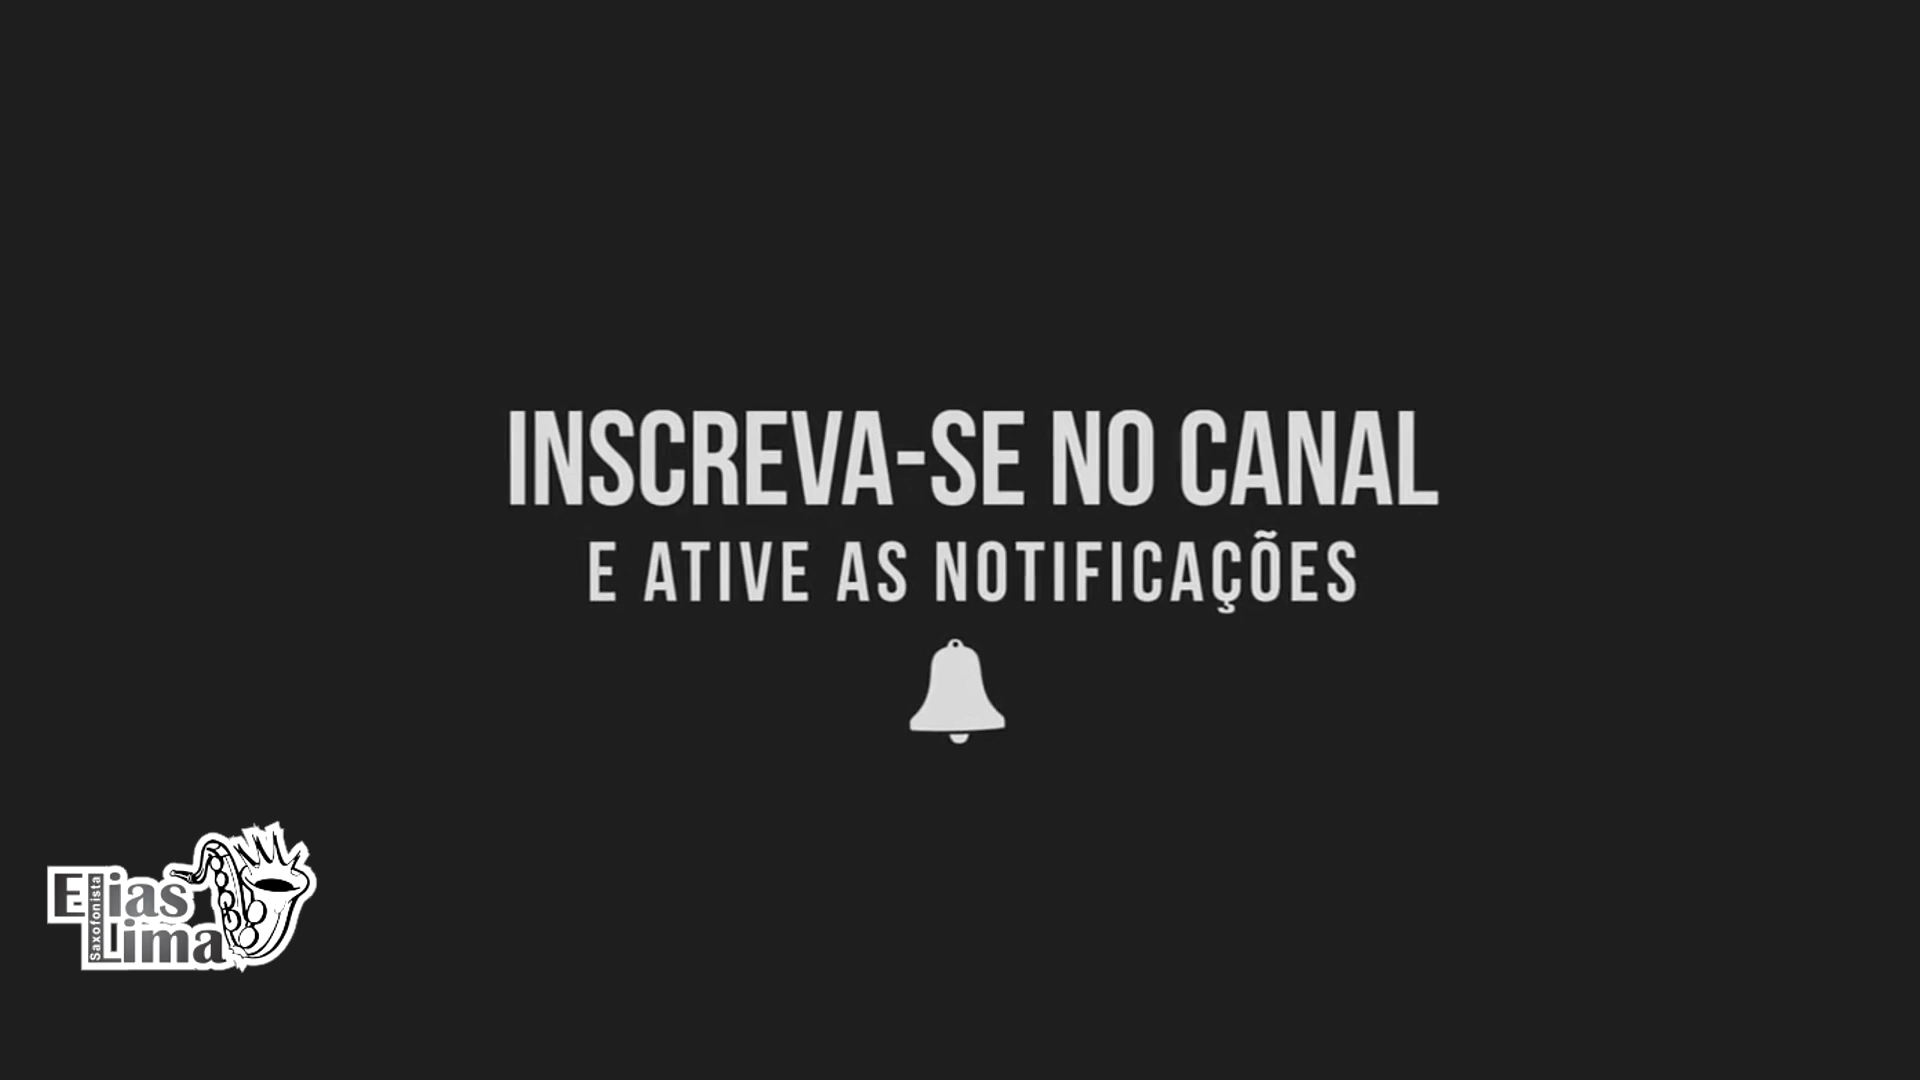 INSCREVA-SE NO CANAL
E ATIVE AS NOTIFICAÇÕES
Elias
Saxofonista
Lima